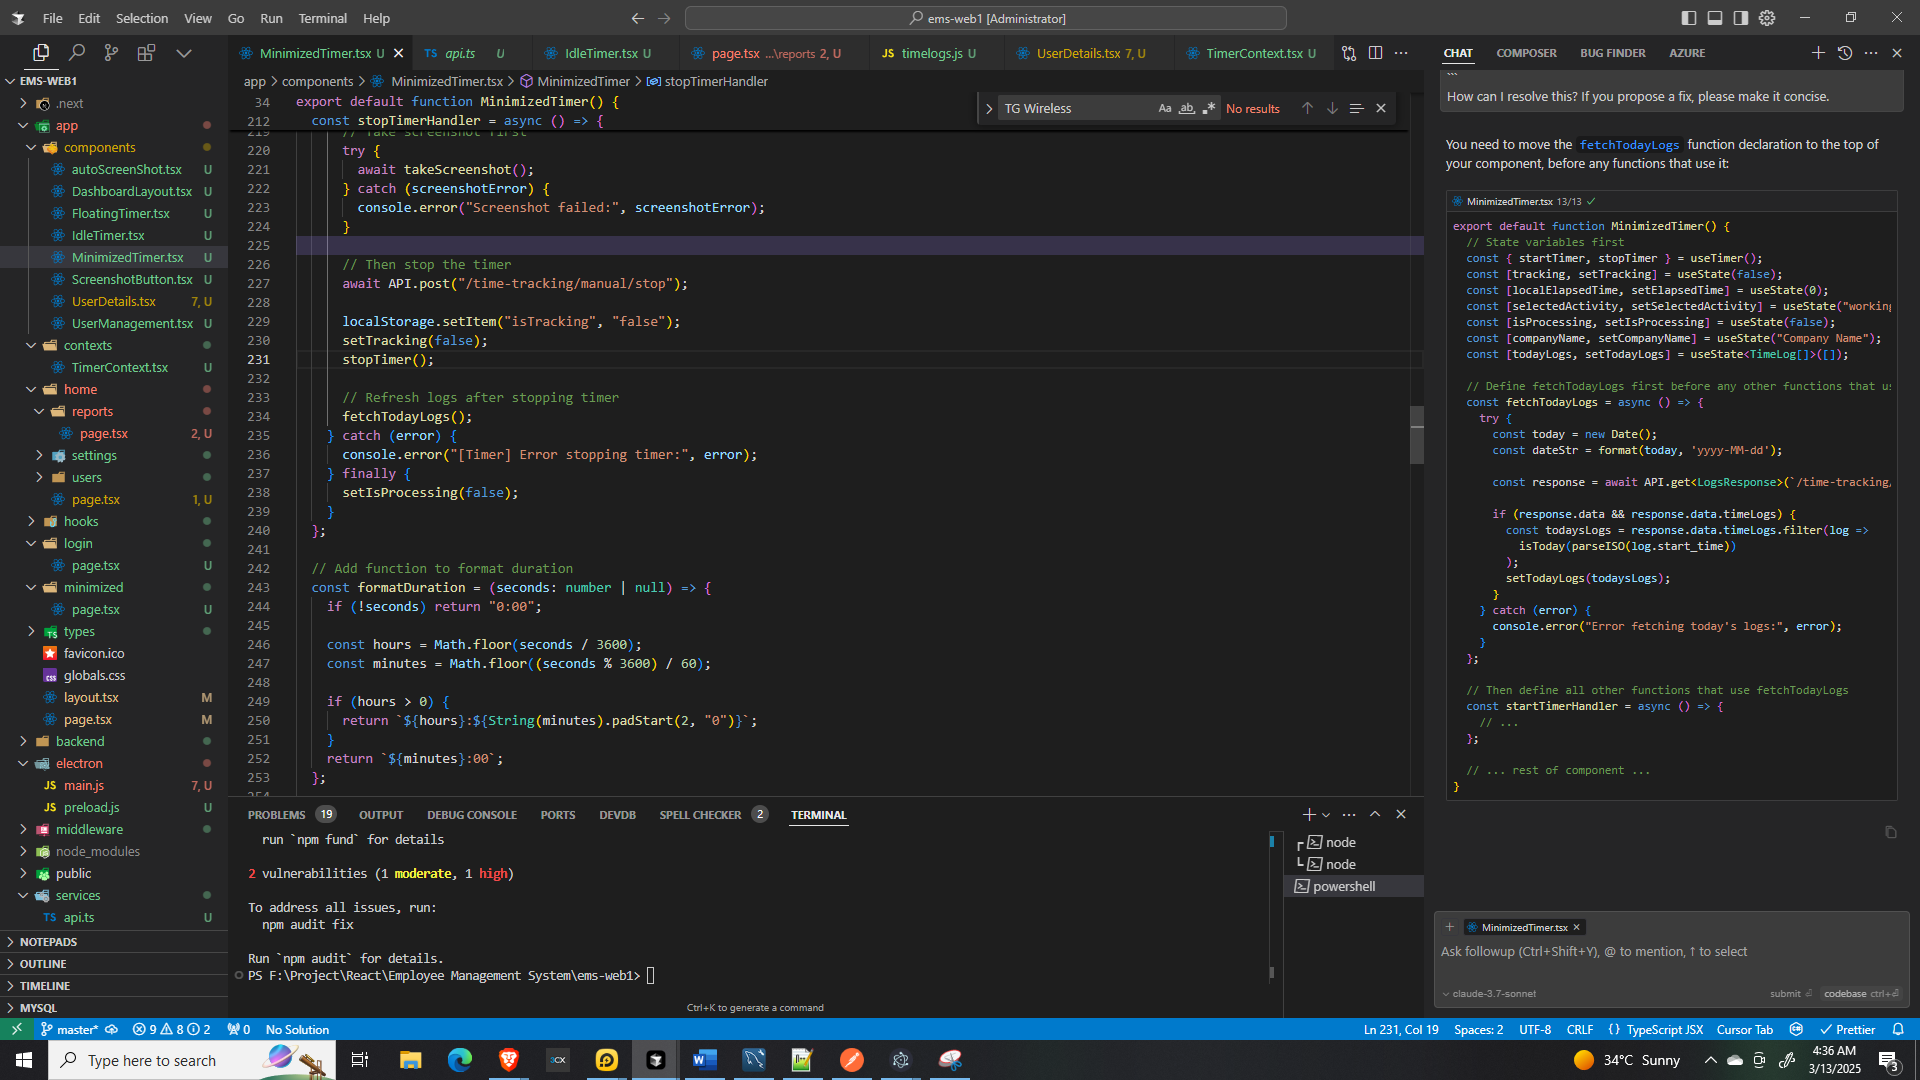 File Edit Selection View Go Run Terminal Help
ems-web1 [Administrator]
MinimizedTimer.tsx U
TS api.ts U
IdleTimer.tsx U
page.tsx ...\reports 2, U
JS timelogs.js U
UserDetails.tsx 7, U
TimerContext.tsx U
CHAT COMPOSER BUG FINDER AZURE
EMS-WEB1
.next
app
components
autoScreenShot.tsx U
DashboardLayout.tsx U
FloatingTimer.tsx U
IdleTimer.tsx U
MinimizedTimer.tsx U
ScreenshotButton.tsx U
UserDetails.tsx 7, U
UserManagement.tsx U
contexts
TimerContext.tsx U
home
reports
page.tsx 2, U
settings
users
page.tsx 1, U
hooks
login
page.tsx U
minimized
page.tsx U
types
favicon.ico
globals.css
layout.tsx M
page.tsx M
backend
electron
JS main.js 7, U
JS preload.js U
middleware
node_modules
public
services
TS api.ts U
NOTEPADS
OUTLINE
TIMELINE
MYSQL
app > components > MinimizedTimer.tsx > MinimizedTimer > stopTimerHandler
TG Wireless Aa ab No results
34 export default function MinimizedTimer() {
212 const stopTimerHandler = async () => {
219 // Take screenshot first
220 try {
221 await takeScreenshot();
222 } catch (screenshotError) {
223 console.error("Screenshot failed:", screenshotError);
224 }
225
226 // Then stop the timer
227 await API.post("/time-tracking/manual/stop");
228
229 localStorage.setItem("isTracking", "false");
230 setTracking(false);
231 stopTimer();
232
233 // Refresh logs after stopping timer
234 fetchTodayLogs();
235 } catch (error) {
236 console.error("[Timer] Error stopping timer:", error);
237 } finally {
238 setIsProcessing(false);
239 }
240 };
241
242 // Add function to format duration
243 const formatDuration = (seconds: number | null) => {
244 if (!seconds) return "0:00";
245
246 const hours = Math.floor(seconds / 3600);
247 const minutes = Math.floor((seconds % 3600) / 60);
248
249 if (hours > 0) {
250 return `${hours}:${String(minutes).padStart(2, "0")}`;
251 }
252 return `${minutes}:00`;
253 };
PROBLEMS 19 OUTPUT DEBUG CONSOLE PORTS DEVDB SPELL CHECKER 2 TERMINAL
run `npm fund` for details
2 vulnerabilities (1 moderate, 1 high)
To address all issues, run:
npm audit fix
Run `npm audit` for details.
PS F:\Project\React\Employee Management System\ems-web1>
Ctrl+K to generate a command
node
node
powershell
```
How can I resolve this? If you propose a fix, please make it concise.
You need to move the fetchTodayLogs function declaration to the top of
your component, before any functions that use it:
MinimizedTimer.tsx 13/13 ✓
export default function MinimizedTimer() {
// State variables first
const { startTimer, stopTimer } = useTimer();
const [tracking, setTracking] = useState(false);
const [localElapsedTime, setElapsedTime] = useState(0);
const [selectedActivity, setSelectedActivity] = useState("working
const [isProcessing, setIsProcessing] = useState(false);
const [companyName, setCompanyName] = useState("Company Name");
const [todayLogs, setTodayLogs] = useState<TimeLog[]>([]);
// Define fetchTodayLogs first before any other functions that us
const fetchTodayLogs = async () => {
try {
const today = new Date();
const dateStr = format(today, 'yyyy-MM-dd');
const response = await API.get<LogsResponse>(`/time-tracking/
if (response.data && response.data.timeLogs) {
const todaysLogs = response.data.timeLogs.filter(log =>
isToday(parseISO(log.start_time))
);
setTodayLogs(todaysLogs);
}
} catch (error) {
console.error("Error fetching today's logs:", error);
}
};
// Then define all other functions that use fetchTodayLogs
const startTimerHandler = async () => {
// ...
};
// ... rest of component ...
}
MinimizedTimer.tsx
Ask followup (Ctrl+Shift+Y), @ to mention, ↑ to select
claude-3.7-sonnet submit codebase ctrl+
master* 9 8 2 0 No Solution
Ln 231, Col 19 Spaces: 2 UTF-8 CRLF {} TypeScript JSX Cursor Tab Prettier
Type here to search
34°C Sunny
4:36 AM
3/13/2025
3